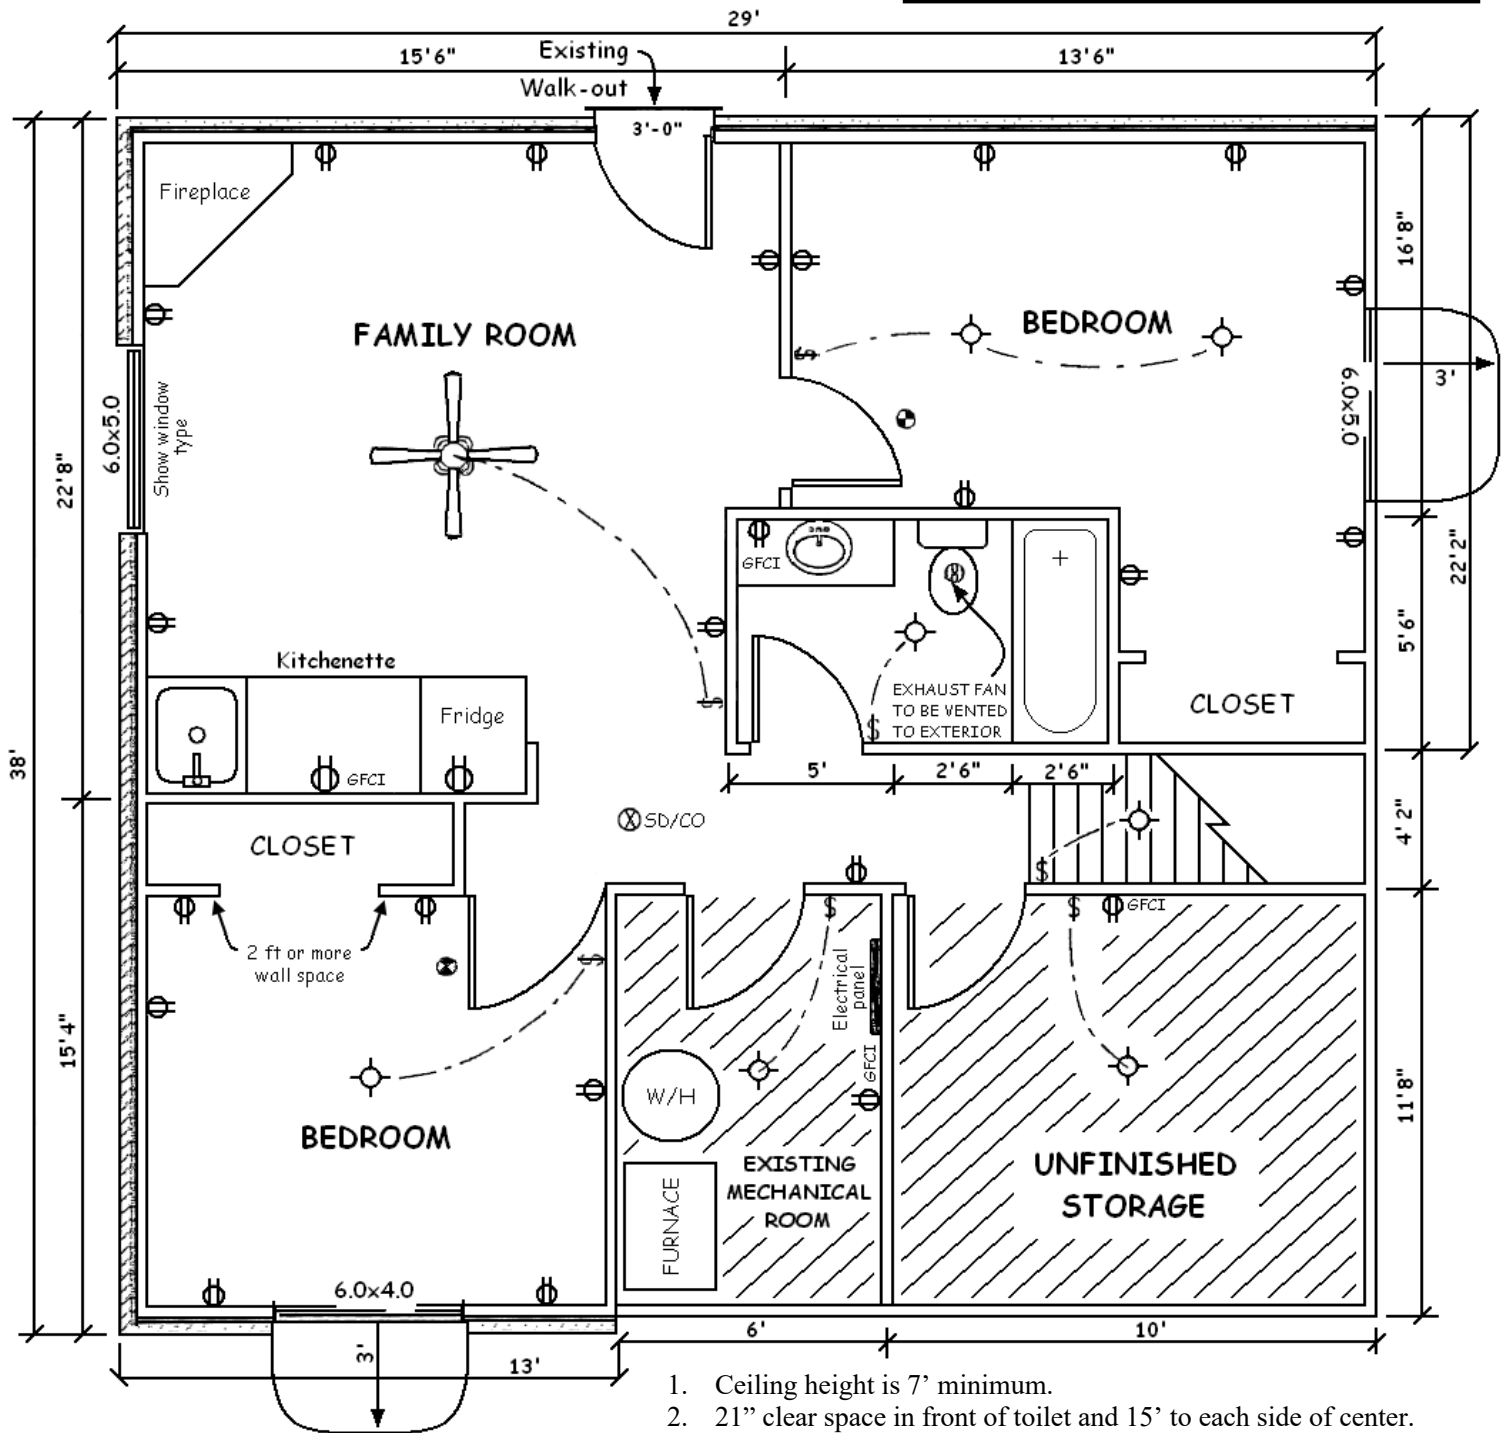 29'
15'6"
Existing
13'6"
Walk-out
3'-0"
Fireplace
16'8"
FAMILY ROOM
BEDROOM
$
3'
6.0x5.0
Show window
type
6.0x5.0
22'8"
22'2"
GFCI
5'6"
Kitchenette
EXHAUST FAN
TO BE VENTED
TO EXTERIOR
$
$
CLOSET
Fridge
38'
GFCI
5'
2'6"
2'6"
SD/CO
4'2"
CLOSET
$
$
$
GFCI
2 ft or more
wall space
$
Electrical
panel
15'4"
GFCI
W/H
11'8"
BEDROOM
EXISTING
MECHANICAL
ROOM
UNFINISHED
STORAGE
FURNACE
6.0x4.0
6'
10'
3'
13'
1. Ceiling height is 7’ minimum.
2. 21” clear space in front of toilet and 15’ to each side of center.